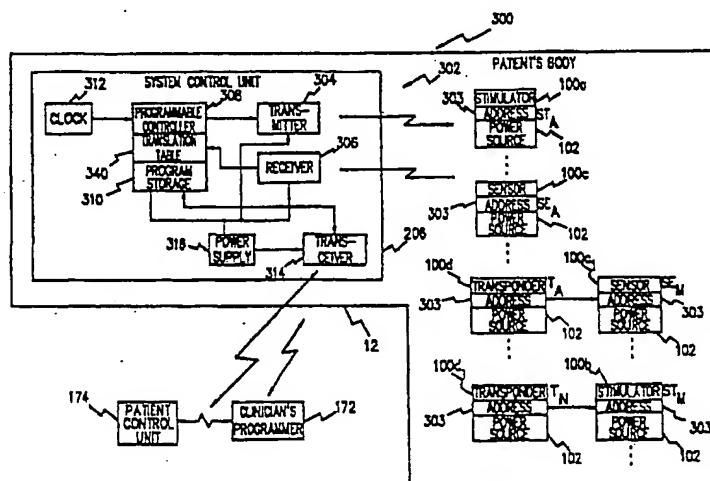 300
PATENT'S BODY
SYSTEM CONTROL UNIT
312
308
304
302
CLOCK
PROGRAMMABLE
CONTROLLER
TRANS-
MITTER
TRANSLATION
TABLE
340
RECEIVER
306
PROGRAM
STORAGE
310
318
POWER
SUPPLY
TRANS-
CEIVER
314
206
12
174
PATIENT
CONTROL
UNIT
CLINICIAN'S
PROGRAMMER
172
100a
303
STIMULATOR
ADDRESS
ST A
POWER
SOURCE
102
100c
SENSOR
303
ADDRESS
SE A
POWER
SOURCE
102
100d
TRANSPONDER
T A
303
ADDRESS
POWER
SOURCE
102
SENSOR
SE M
ADDRESS
303
POWER
SOURCE
102
TRANSPONDER
T N
303
ADDRESS
POWER
SOURCE
102
100b
STIMULATOR
ST M
ADDRESS
303
POWER
SOURCE
102